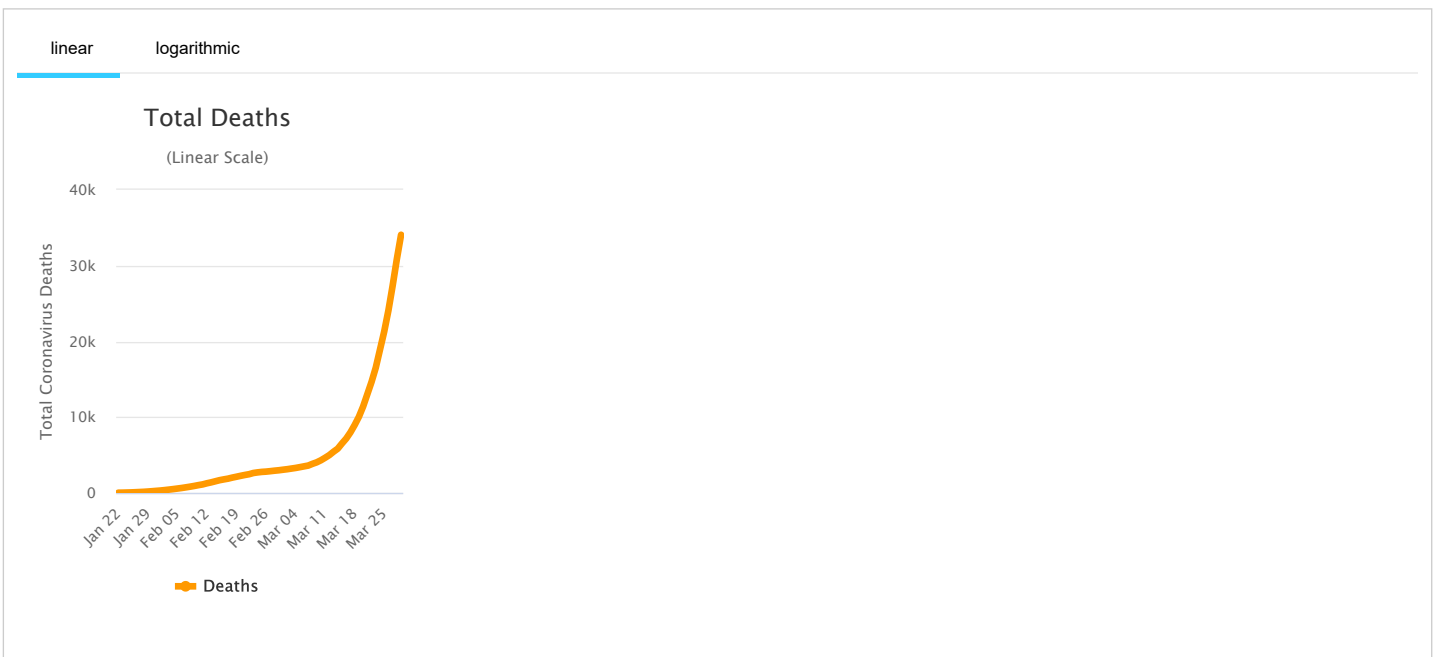 linear logarithmic
Total Deaths
(Linear Scale)
Total Coronavirus Deaths
40k
30k
20k
10k
0
Jan 22
Jan 29
Feb 05
Feb 12
Feb 19
Feb 26
Mar 04
Mar 11
Mar 18
Mar 25
Deaths